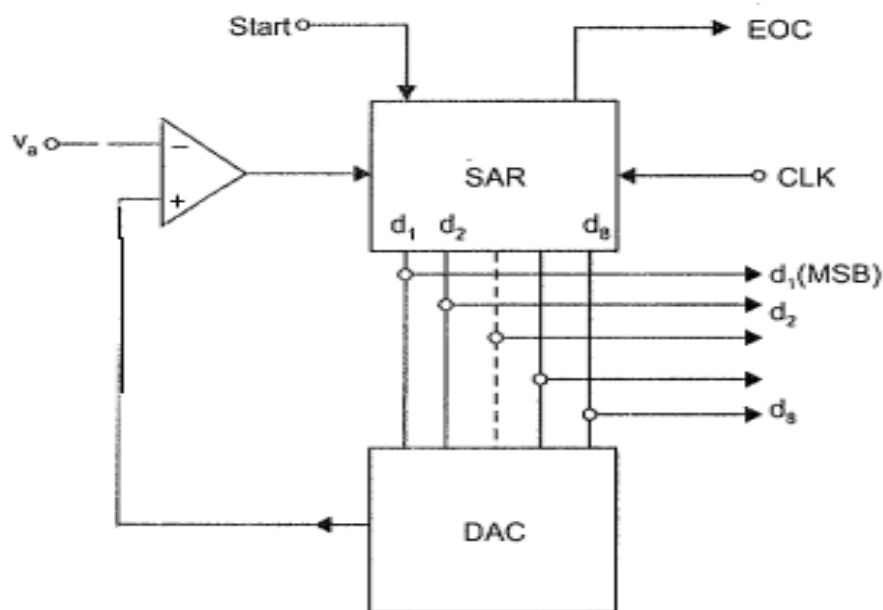 Start
EOC
vₐ
−
+
SAR
CLK
d₁ d₂ d₈
d₁(MSB)
d₂
d₈
DAC